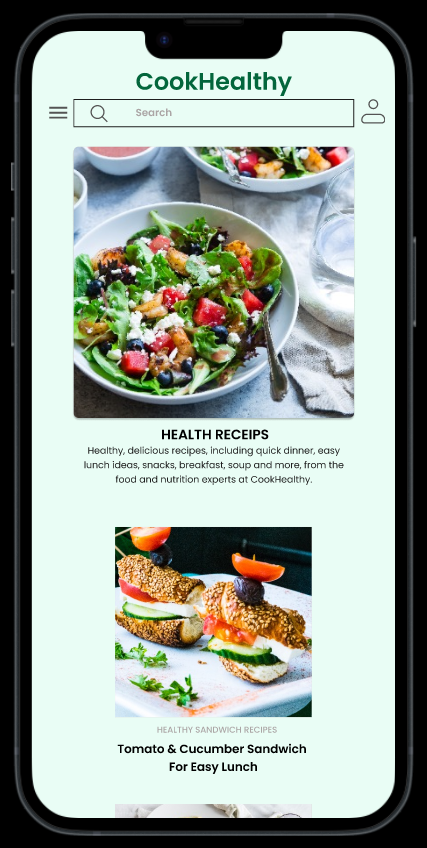 CookHealthy
Search
HEALTH RECEIPS
Healthy, delicious recipes, including quick dinner, easy
lunch ideas, snacks, breakfast, soup and more, from the
food and nutrition experts at CookHealthy.
HEALTHY SANDWICH RECIPES
Tomato & Cucumber Sandwich
For Easy Lunch